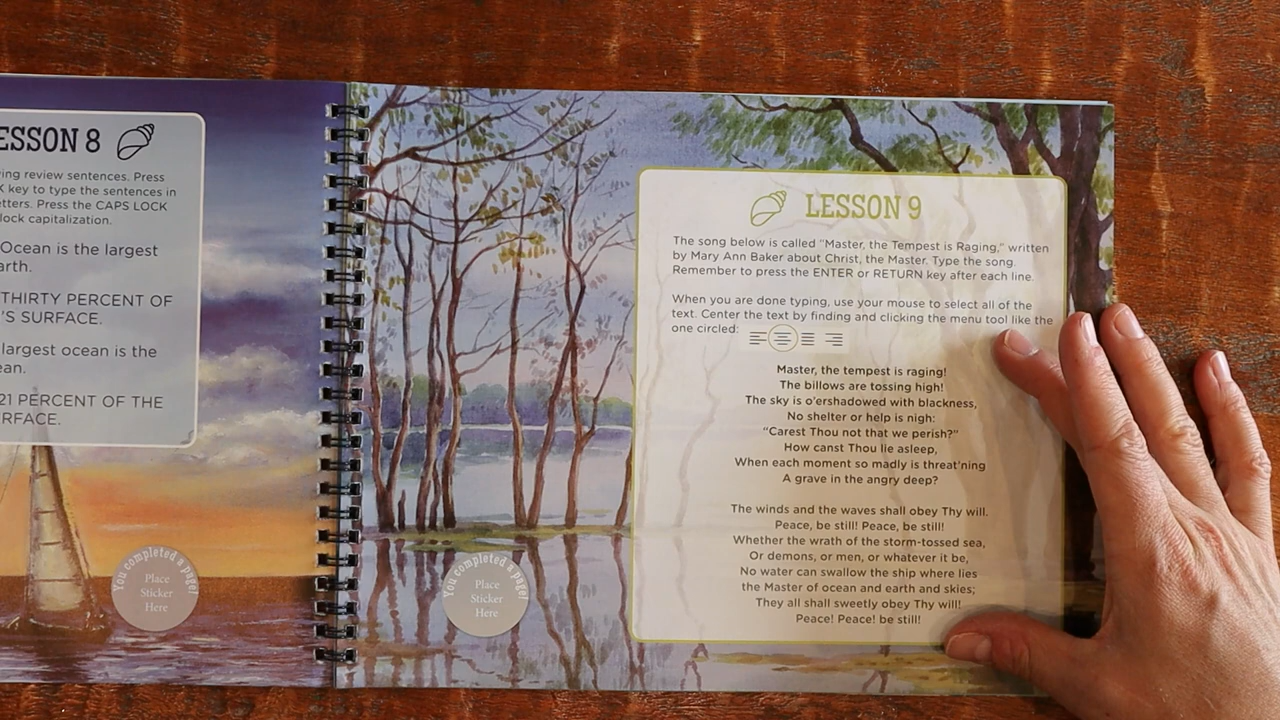 LESSON 8
ing review sentences. Press
key to type the sentences in
Press the CAPS LOCK
lock capitalization.
Ocean is the largest
THIRTY PERCENT OF
'S SURFACE.
largest ocean is the
21 PERCENT OF THE
You completed a page!
Place
Sticker
Here
LESSON 9
The song below is called "Master, the Tempest is Raging," written
by Mary Ann Baker about Christ, the Master. Type the song.
Remember to press the ENTER or RETURN key after each line.
When you are done typing, use your mouse to select all of the
text. Center the text by finding and clicking the menu tool like the
one circled:
Master, the tempest is raging!
The billows are tossing high!
The sky is o'ershadowed with blackness,
No shelter or help is nigh:
"Carest Thou not that we perish?"
How canst Thou lie asleep,
When each moment so madly is threat'ning
A grave in the angry deep?
The winds and the waves shall obey Thy will.
Peace, be still! Peace, be still!
Whether the wrath of the storm-tossed sea,
Or demons, or men, or whatever it be,
No water can swallow the ship where lies
the Master of ocean and earth and skies;
They all shall sweetly obey Thy will!
Peace! Peace! be still!
You completed a page!
Place
Sticker
Here